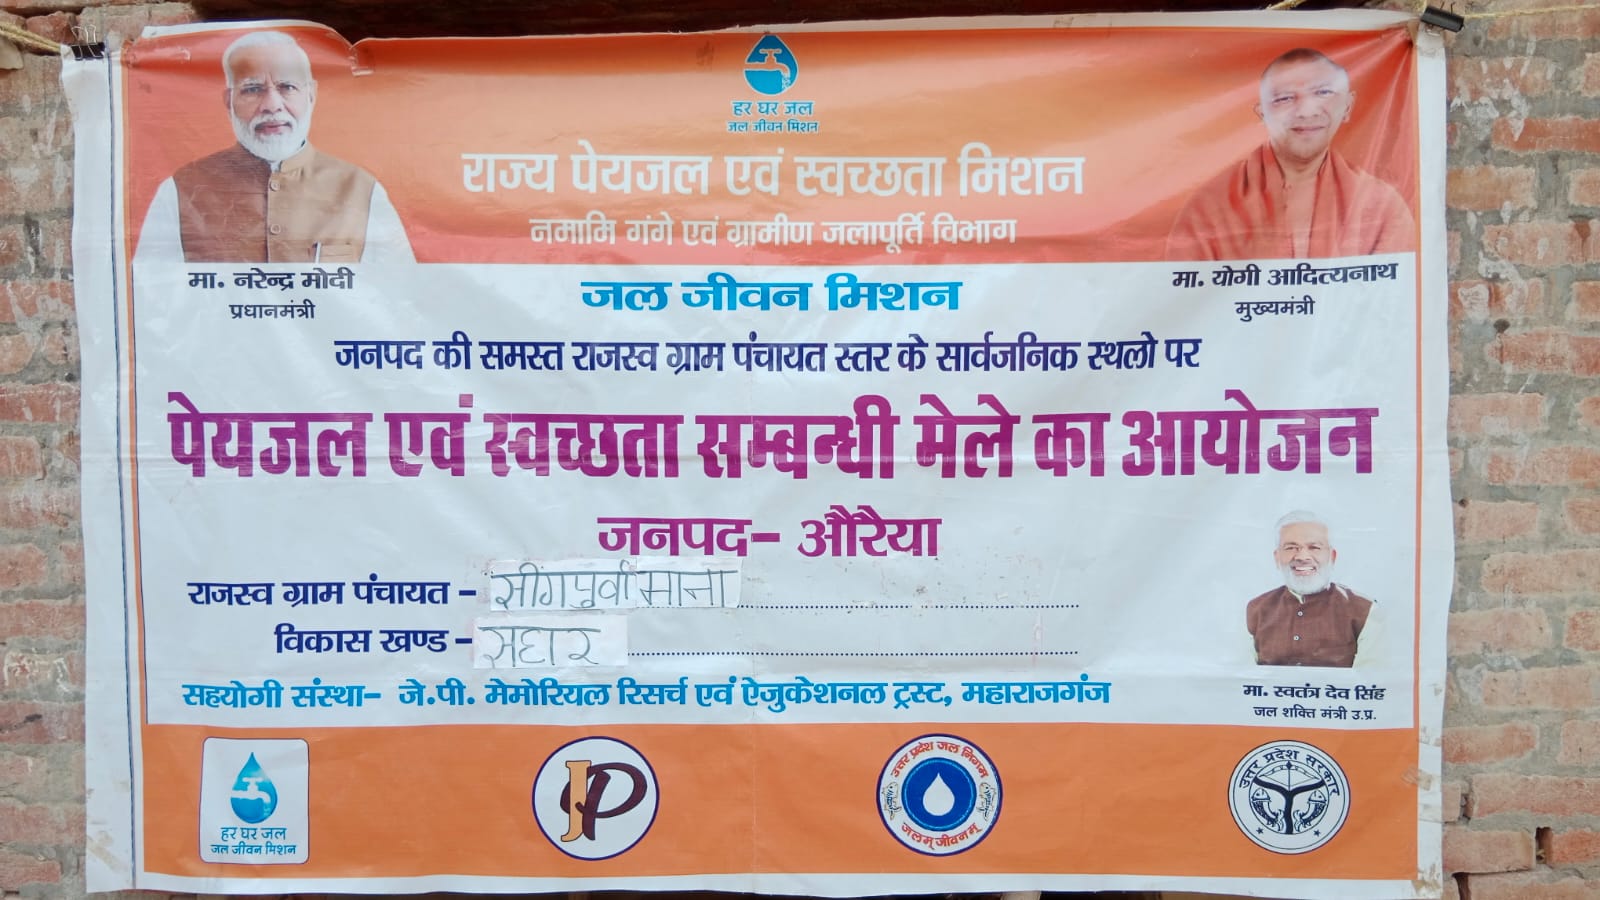 हर घर जल
जल जीवन मिशन
राज्य पेयजल एवं स्वच्छता मिशन
नमामि गंगे एवं ग्रामीण जलापूर्ति विभाग
मा. नरेन्द्र मोदी
प्रधानमंत्री
मा. योगी आदित्यनाथ
मुख्यमंत्री
जल जीवन मिशन
जनपद की समस्त राजस्व ग्राम पंचायत स्तर के सार्वजनिक स्थलो पर
पेयजल एवं स्वच्छता सम्बन्धी मेले का आयोजन
जनपद- औरैया
राजस्व ग्राम पंचायत - सींगपुर्वा माना
विकास खण्ड - सहार
मा. स्वतंत्र देव सिंह
जल शक्ति मंत्री उ.प्र.
सहयोगी संस्था- जे.पी. मेमोरियल रिसर्च एवं ऐजुकेशनल ट्रस्ट, महाराजगंज
हर घर जल
जल जीवन मिशन
JP
उत्तर प्रदेश जल निगम
जलम् जीवनम्
उत्तर प्रदेश सरकार